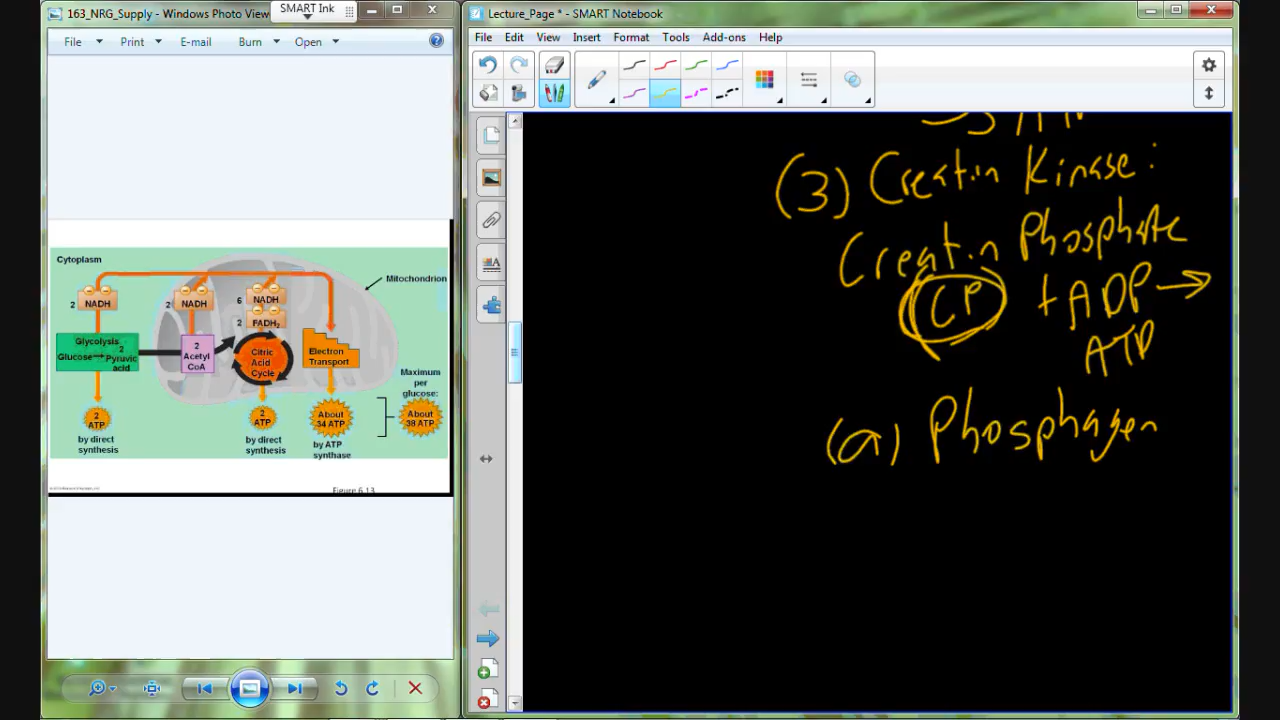 163_NRG_Supply - Windows Photo View
SMART Ink
File Print E-mail Burn Open
Cytoplasm
Mitochondrion
2 NADH
2 NADH
6 NADH
2 FADH2
Glycolysis
Glucose 2 Pyruvic acid
2 Acetyl CoA
Citric Acid Cycle
Electron Transport
Maximum per glucose:
2 ATP
2 ATP
About 34 ATP
About 38 ATP
by direct synthesis
by direct synthesis
by ATP synthase
Figure 6.13
Lecture_Page * - SMART Notebook
File Edit View Insert Format Tools Add-ons Help
(3) Creatin Kinase:
Creatin Phosphate
CP + ADP →
ATP
(a) Phosphagen